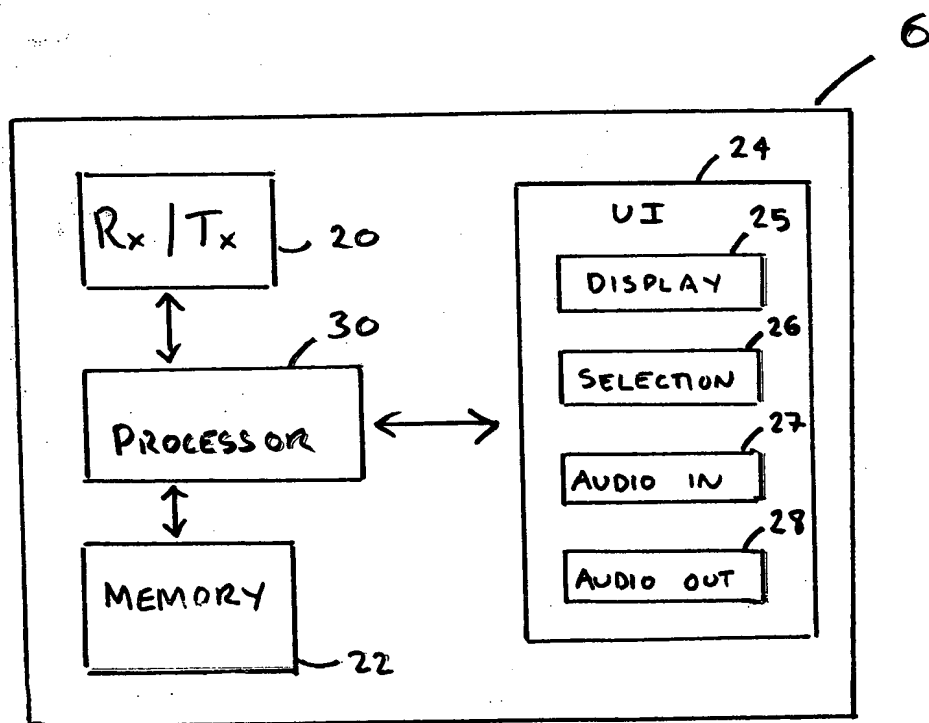 6
24
UI
Rx / Tx
20
25
DISPLAY
30
26
SELECTION
PROCESSOR
27
AUDIO IN
28
AUDIO OUT
MEMORY
22